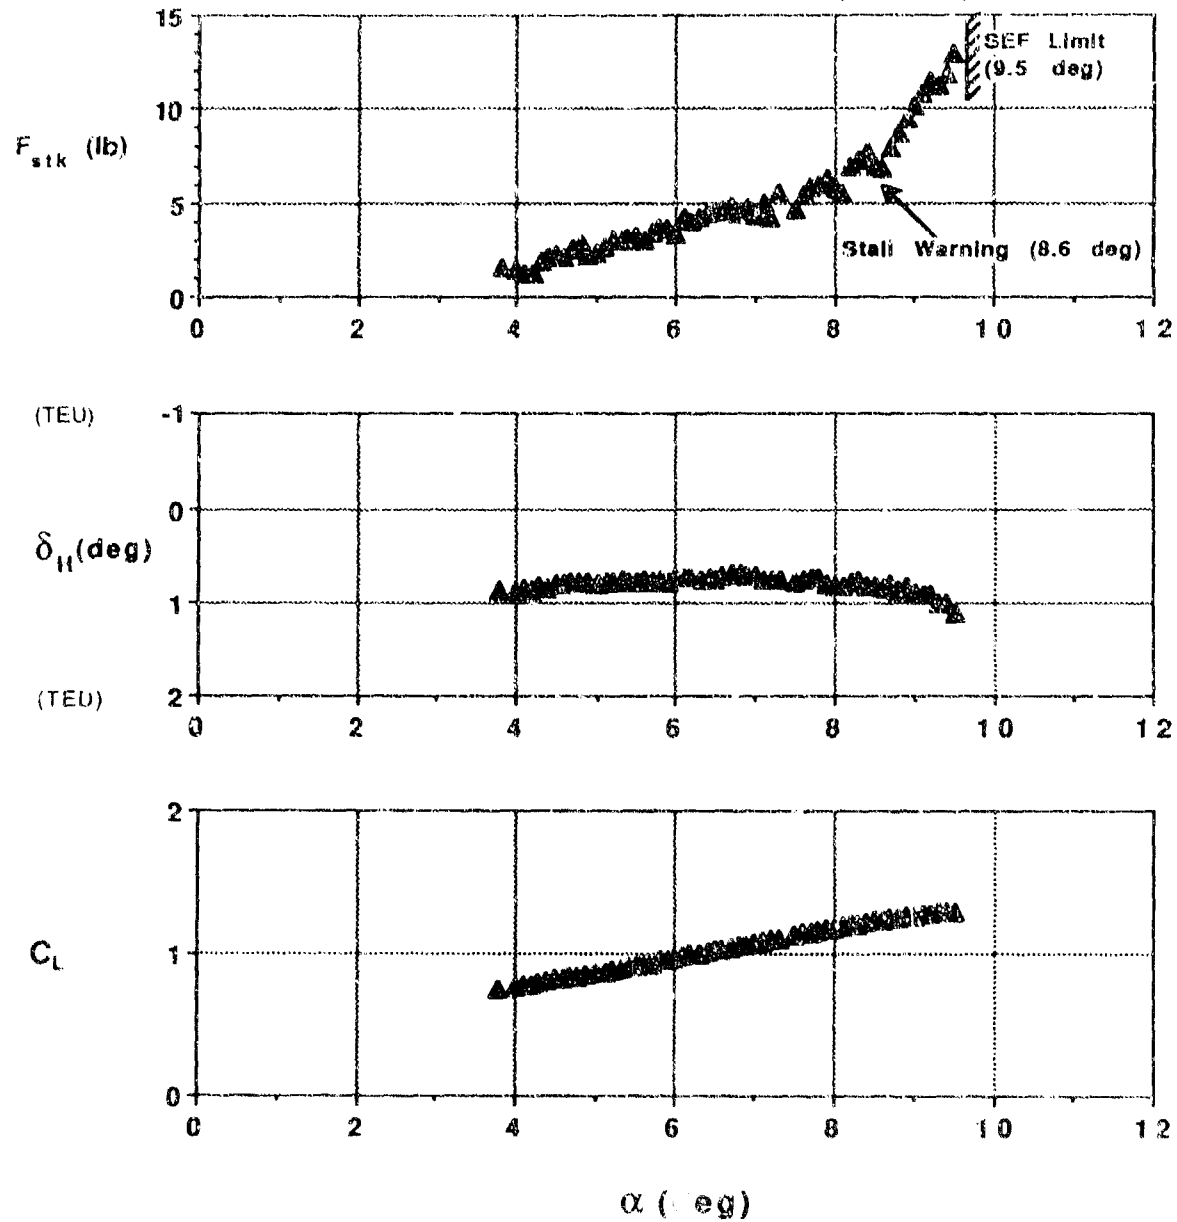 15
10
5
0
F_stk (lb)
SEF Limit
(9.5 deg)
Stall Warning (8.6 deg)
0 2 4 6 8 10 12
(TEU)
-1
0
δ_H (deg)
1
(TED)
2
0 2 4 6 8 10 12
2
C_L
1
0
0 2 4 6 8 10 12
α ( eg)